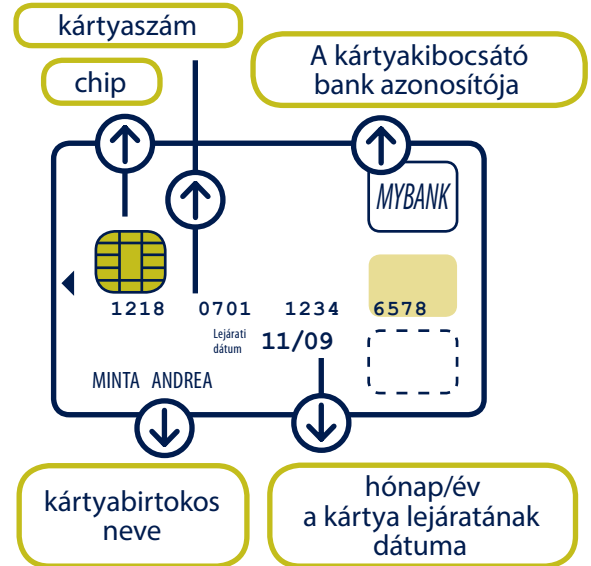 kártyaszám
chip
A kártyakibocsátó
bank azonosítója
MYBANK
1218 0701 1234 6578
Lejárati
dátum
11/09
MINTA ANDREA
kártyabirtokos
neve
hónap/év
a kártya lejáratának
dátuma